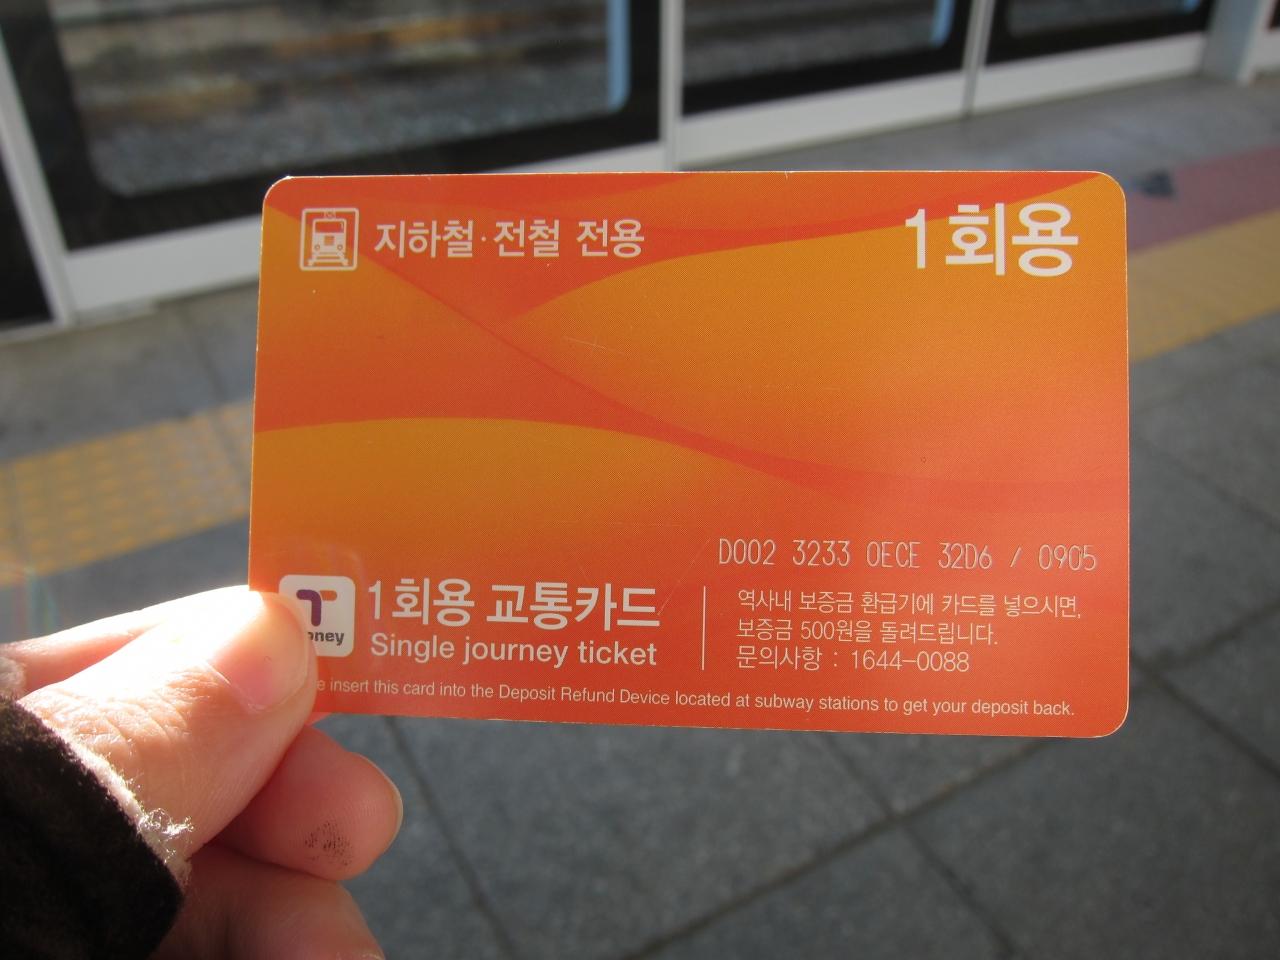 지하철·전철 전용
1회용
D002 3233 0ECE 32D6 / 0905
1회용 교통카드
Single journey ticket
역사내 보증금 환급기에 카드를 넣으시면,
보증금 500원을 돌려드립니다.
문의사항 : 1644-0088
insert this card into the Deposit Refund Device located at subway stations to get your deposit back.